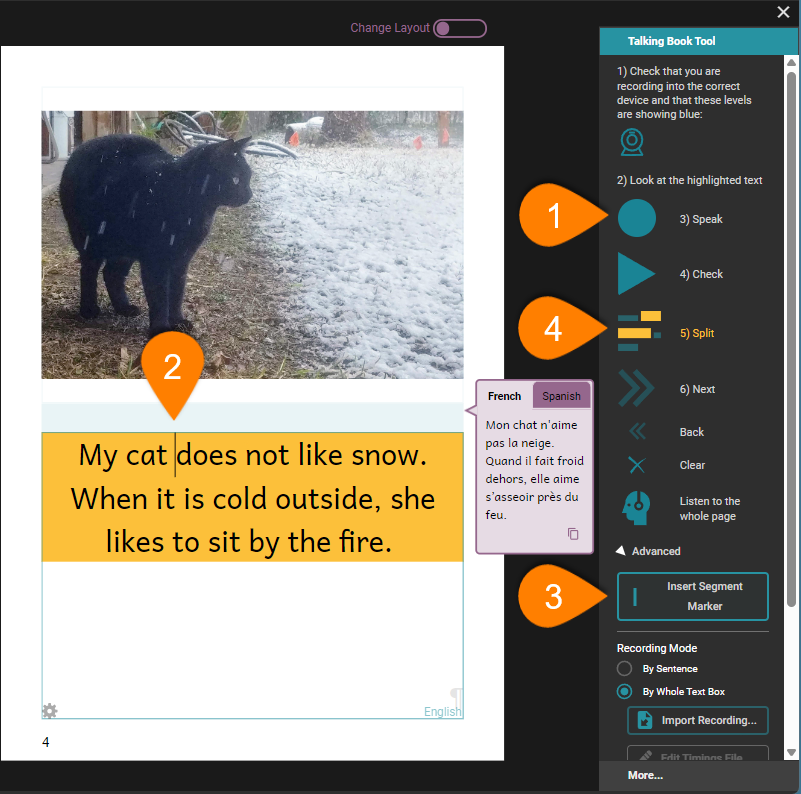 Change Layout
My cat does not like snow.
When it is cold outside, she
likes to sit by the fire.
English
4
French
Spanish
Mon chat n'aime
pas la neige.
Quand il fait froid
dehors, elle aime
s'asseoir près du
feu.
Talking Book Tool
1) Check that you are
recording into the correct
device and that these levels
are showing blue:
2) Look at the highlighted text
1
3) Speak
4) Check
4
5) Split
2
6) Next
Back
Clear
Listen to the
whole page
Advanced
3
Insert Segment
Marker
Recording Mode
By Sentence
By Whole Text Box
Import Recording...
Edit Timings File
More...